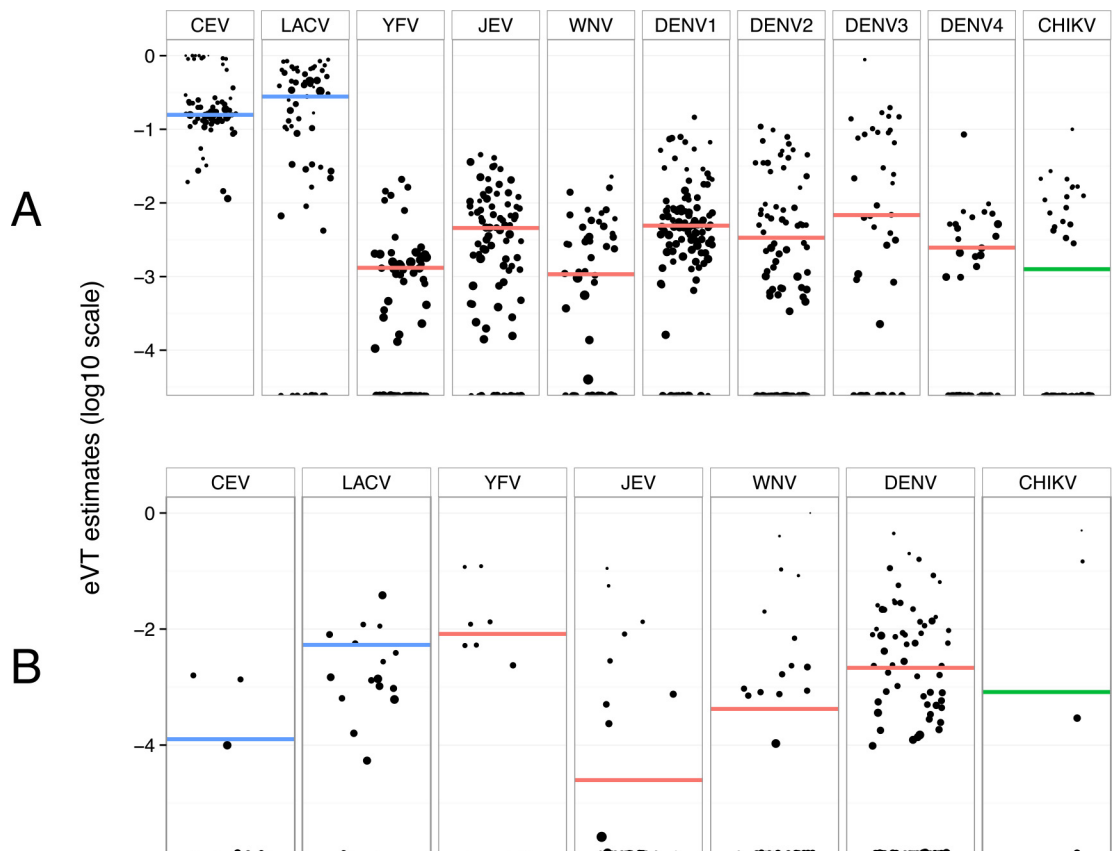 CEV LACV YFV JEV WNV DENV1 DENV2 DENV3 DENV4 CHIKV
0
−1
A
−2
−3
−4
eVT estimates (log10 scale)
CEV LACV YFV JEV WNV DENV CHIKV
0
−2
B
−4